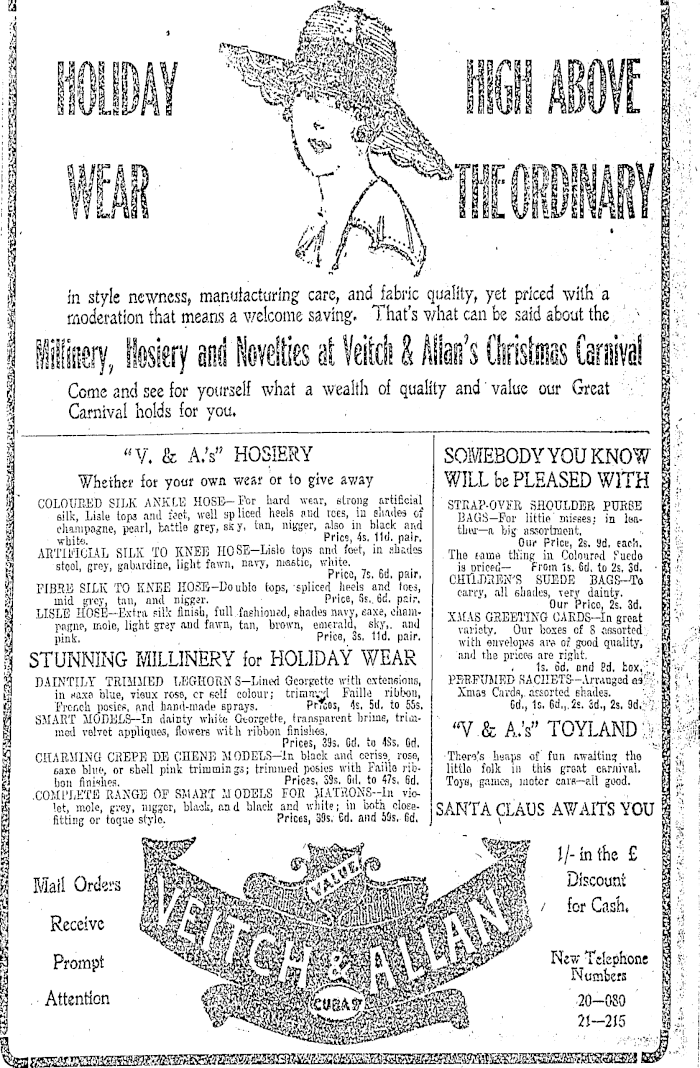 HOLIDAY
WEAR
HIGH ABOVE
THE ORDINARY
in style newness, manufacturing care, and fabric quality, yet priced with a
moderation that means a welcome saving. That's what can be said about the
Millinery, Hosiery and Novelties at Veitch & Allan's Christmas Carnival
Come and see for yourself what a wealth of quality and value our Great
Carnival holds for you.
"V. & A.'s" HOSIERY
Whether for your own wear or to give away
COLOURED SILK ANKLE HOSE—For hard wear, strong artificial
silk, Lisle tops and feet, well spliced heels and toes, in shades of
champagne, pearl, battle grey, sky, tan, nigger, also in black and
white. Price, 4s. 11d. pair.
ARTIFICIAL SILK TO KNEE HOSE—Lisle tops and feet, in shades
steel, grey, gabardine, light fawn, navy, mastic, white.
Price, 7s. 6d. pair.
FIBRE SILK TO KNEE HOSE—Double tops, spliced heels and toes,
mid grey, tan, and nigger. Price, 6s. 6d. pair.
LISLE HOSE—Extra silk finish, full fashioned, shades navy, saxe, cham-
pagne, mole, light grey and fawn, tan, brown, emerald, sky, and
pink. Price, 3s. 11d. pair.
STUNNING MILLINERY for HOLIDAY WEAR
DAINTILY TRIMMED LEGHORNS—Lined Georgette with extensions,
in saxe blue, vieux rose, or self colour; trimmed Faille ribbon,
French posies, and hand-made sprays. Prices, 4s. 5d. to 55s.
SMART MODELS—In dainty white Georgette, transparent brims, trim-
med velvet appliques, flowers with ribbon finishes.
Prices, 39s. 6d. to 48s. 6d.
CHARMING CREPE DE CHENE MODELS—In black and cerise, rose,
saxe blue, or shell pink trimmings; trimmed posies with Faille rib-
bon finishes. Prices, 39s. 6d. to 47s. 6d.
COMPLETE RANGE OF SMART MODELS FOR MATRONS—In vio-
let, mole, grey, nigger, black, and black and white; in both close-
fitting or toque style. Prices, 39s. 6d. and 59s. 6d.
SOMEBODY YOU KNOW
WILL be PLEASED WITH
STRAP-OVER SHOULDER PURSE
BAGS—For little misses; in lea-
ther—a big assortment.
Our Price, 2s. 9d. each.
The same thing in Coloured Suede
is priced— From 1s. 6d. to 2s. 3d.
CHILDREN'S SUEDE BAGS—To
carry, all shades, very dainty.
Our Price, 2s. 3d.
XMAS GREETING CARDS—In great
variety. Our boxes of 8 assorted
with envelopes are of good quality,
and the prices are right.
1s. 6d. and 9d. box.
PERFUMED SACHETS—Arranged as
Xmas Cards, assorted shades.
6d., 1s. 6d., 2s. 3d., 2s. 9d.
"V & A.'s" TOYLAND
There's heaps of fun awaiting the
little folk in this great carnival.
Toys, games, motor cars—all good.
SANTA CLAUS AWAITS YOU
Mail Orders
Receive
Prompt
Attention
VALUE
VEITCH & ALLAN
CUBA ST
1/- in the £
Discount
for Cash.
New Telephone
Numbers
20—080
21—215